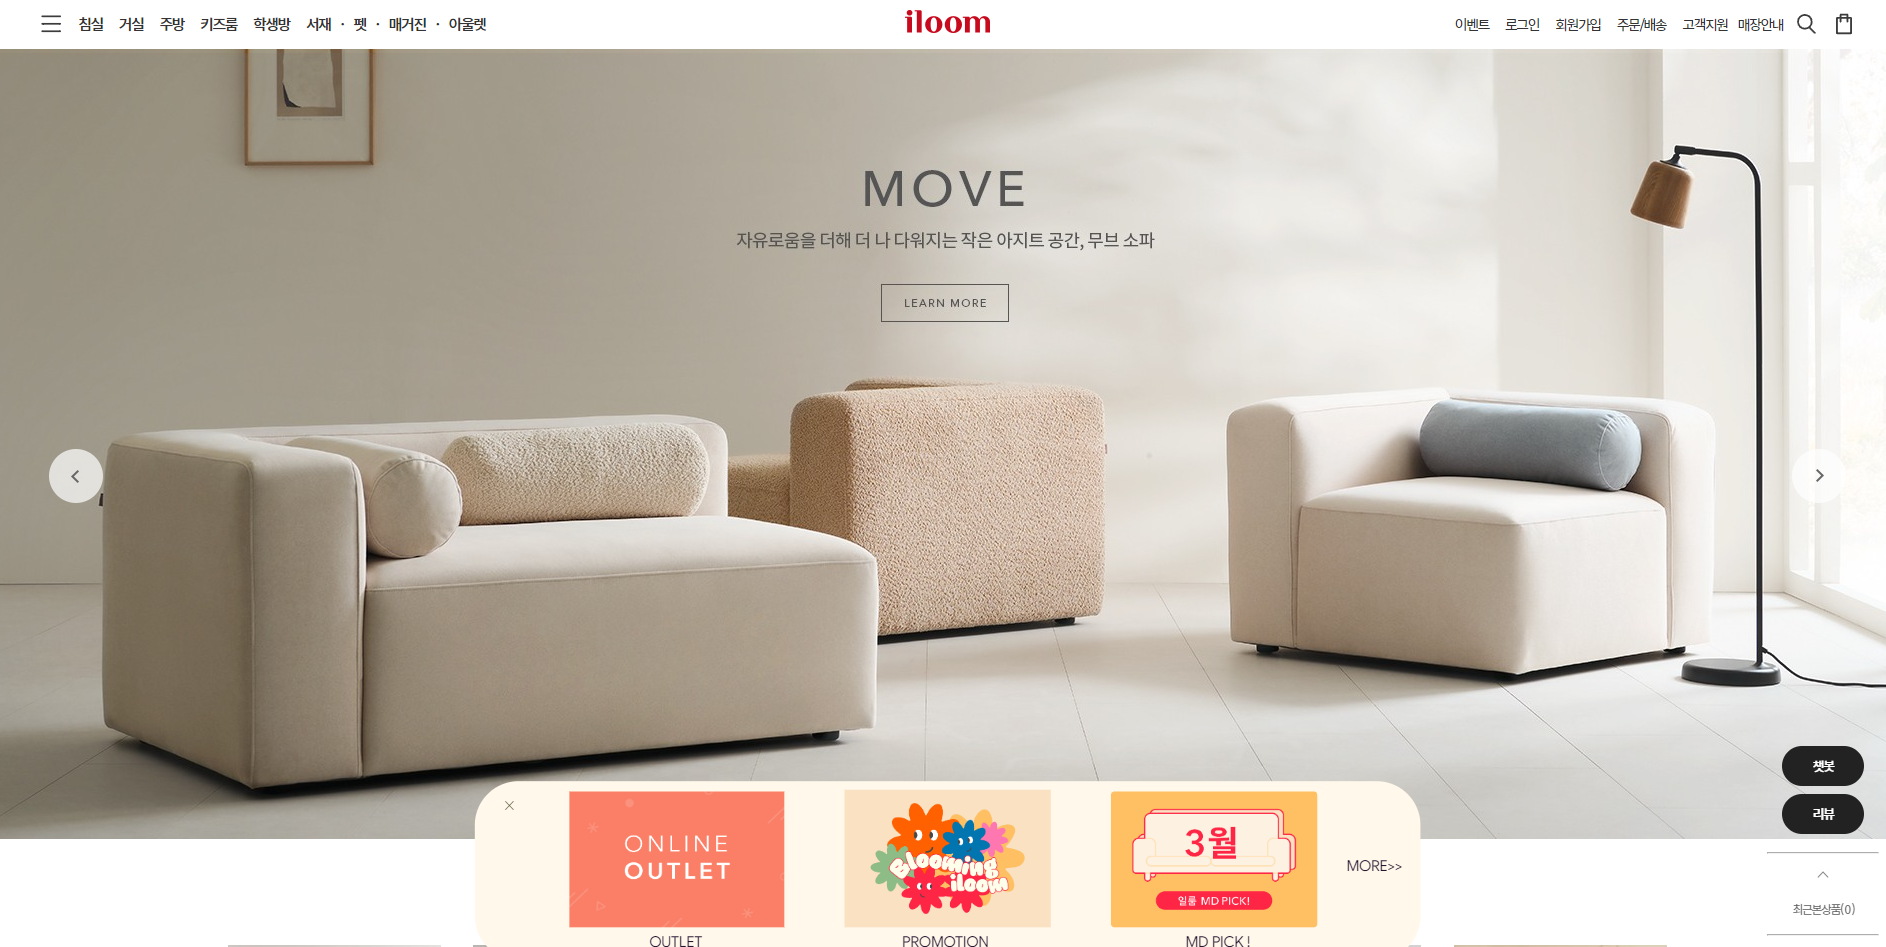 침실 거실 주방 키즈룸 학생방 서재 · 펫 · 매거진 · 아울렛
iloom
이벤트 로그인 회원가입 주문/배송 고객지원 매장안내
MOVE
자유로움을 더해 더 나 다워지는 작은 아지트 공간, 무브 소파
LEARN MORE
챗봇
리뷰
ONLINE
OUTLET
Blooming
iloom
3월
일룸 MD PICK!
MORE>>
최근본상품(0)
OUTLET
PROMOTION
MD PICK !